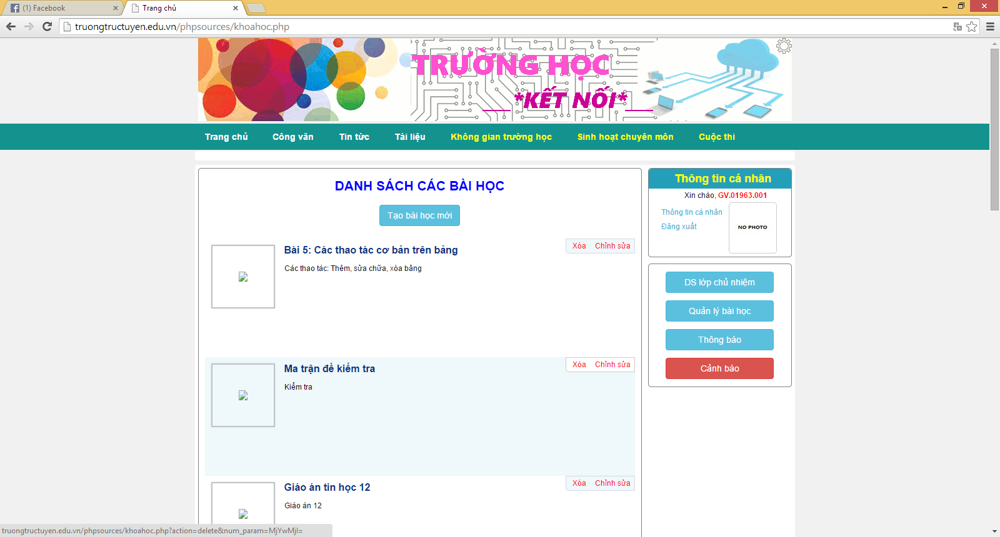 (1) Facebook
Trang chủ
truongtructuyen.edu.vn/phpsources/khoahoc.php
TRƯỜNG HỌC
*KẾT NỐI*
Trang chủ Công văn Tin tức Tài liệu Không gian trường học Sinh hoạt chuyên môn Cuộc thi
DANH SÁCH CÁC BÀI HỌC
Tạo bài học mới
Xóa Chỉnh sửa
Bài 5: Các thao tác cơ bản trên bảng
Các thao tác: Thêm, sửa chữa, xóa bảng
Xóa Chỉnh sửa
Ma trận đề kiểm tra
Kiểm tra
Xóa Chỉnh sửa
Giáo án tin học 12
Giáo án 12
Thông tin cá nhân
Xin chào, GV.01963.001
Thông tin cá nhân
Đăng xuất
NO PHOTO
DS lớp chủ nhiệm
Quản lý bài học
Thông báo
Cảnh báo
truongtructuyen.edu.vn/phpsources/khoahoc.php?action=delete&num_param=MjYwMjI=